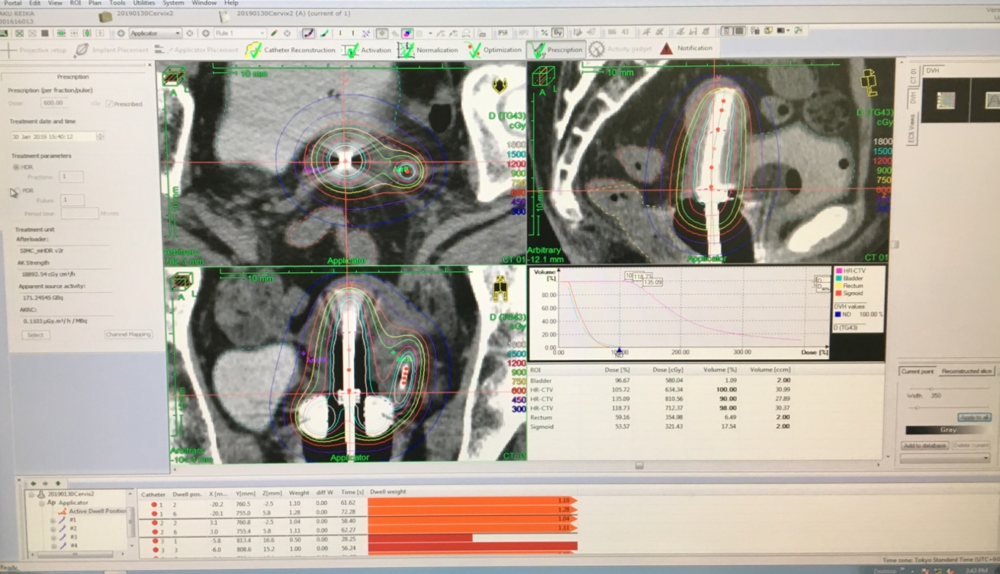 Portal Edit View ROI Plan Tools Utilities System Window Help
AKU REIKA
001616013
20190130Cervix2
20190130Cervix2 (A) (current of 1)
Applicator
Rule 1
IPSA
HIPO
%
Gy
Projective setup
Implant Placement
Applicator Placement
Catheter Reconstruction
Activation
Normalization
Optimization
Prescription
Activity gadget
Notification
Prescription
Prescription (per fraction/pulse)
Dose: 600.00 cGy Prescribed
Treatment date and time
30 Jan 2019 15:40:12
Treatment parameters
HDR
Fractions: 1
PDR
Pulses: 1
Period time: hh:mm
Treatment unit
Afterloader:
SIMC_mHDR v2r
AK Strength
18892.54 cGy cm²/h
Apparent source activity:
171.24545 GBq
AKRC:
0.1103 µGy.m²/h / MBq
Select
Channel Mapping
10 mm
A
L
D (TG43)
cGy
1800
1500
1200
900
750
600
450
300
10 mm
Aleft
Arbitrary
Applicator
CT 01
10 mm
A
L
D (TG43)
cGy
1800
1500
1200
900
750
600
10 mm
Arbitrary
-12.1 mm
Applicator
CT 01
10 mm
A
L
D (TG43)
cGy
1800
1500
1200
900
750
600
450
300
Arbitrary
Applicator
CT 01
Volume
[%]
118.73
135.09
80.00
60.00
40.00
20.00
0.00
0.00
200.00
300.00
Dose [%]
ND
HR-CTV
Bladder
Rectum
Sigmoid
DVH values
ND 100.00 %
D (TG43)
ROI Dose [%] Dose [cGy] Volume [%] Volume [ccm]
Bladder 96.67 580.04 1.09 2.00
HR-CTV 105.72 634.34 100.00 30.99
HR-CTV 135.09 810.56 90.00 27.89
HR-CTV 118.73 712.37 98.00 30.37
Rectum 59.16 354.98 6.49 2.00
Sigmoid 53.57 321.43 17.54 2.00
CT 01
DVH
ECS Views
DVH
Current point
Reconstructed slice
Width: 350
Apply to all
Gray
Add to database
Delete current
20190130Cervix2
Ap Applicator
Active Dwell Positio
#1
#2
#3
#4
Catheter Dwell pos. X [m... Y[mm] Z[mm] Weight diff W Time [s] Dwell weight
1 2 -20.2 760.5 -2.5 1.10 0.00 61.62 1.10
1 6 -20.1 755.0 5.8 1.28 0.00 72.28 1.28
2 2 3.1 760.8 -2.5 1.04 0.00 58.40 1.04
2 6 3.0 755.4 5.8 1.11 0.00 62.27 1.11
3 1 -5.8 813.4 16.6 0.50 0.00 28.25
3 3 -6.0 808.6 15.2 1.00 0.00 56.24
Ready
Time zone: Tokyo Standard Time (UTC+9:0
Desktop
3:43 PM